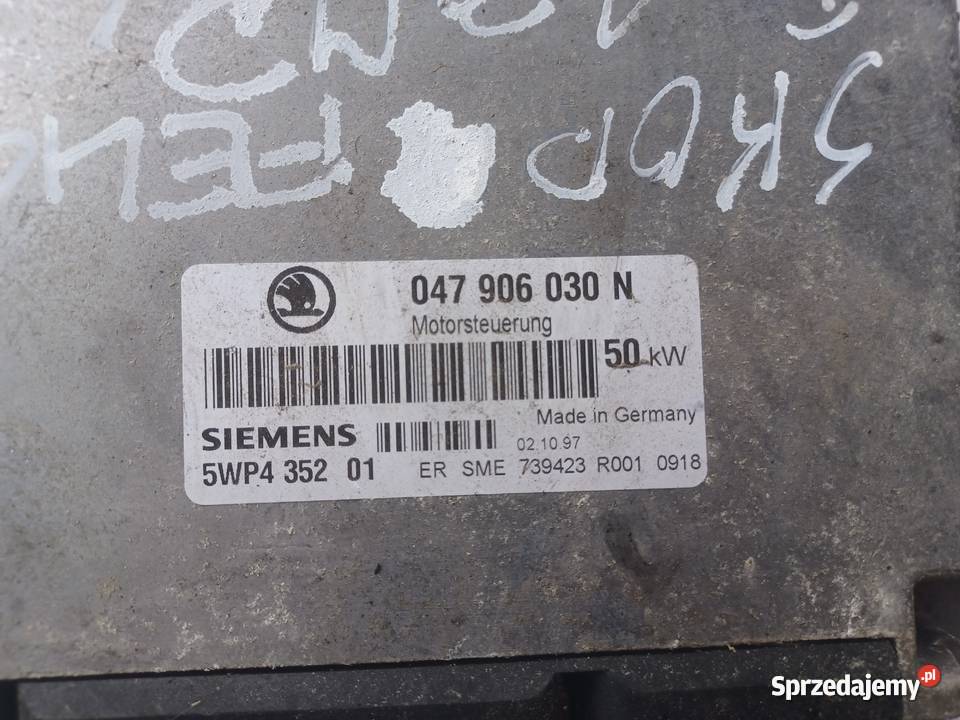 SKOD
047 906 030 N
Motorsteuerung
50 kW
Made in Germany
SIEMENS
02.10.97
5WP4 352 01
ER SME 739423 R001 0918
Sprzedajemy.pl